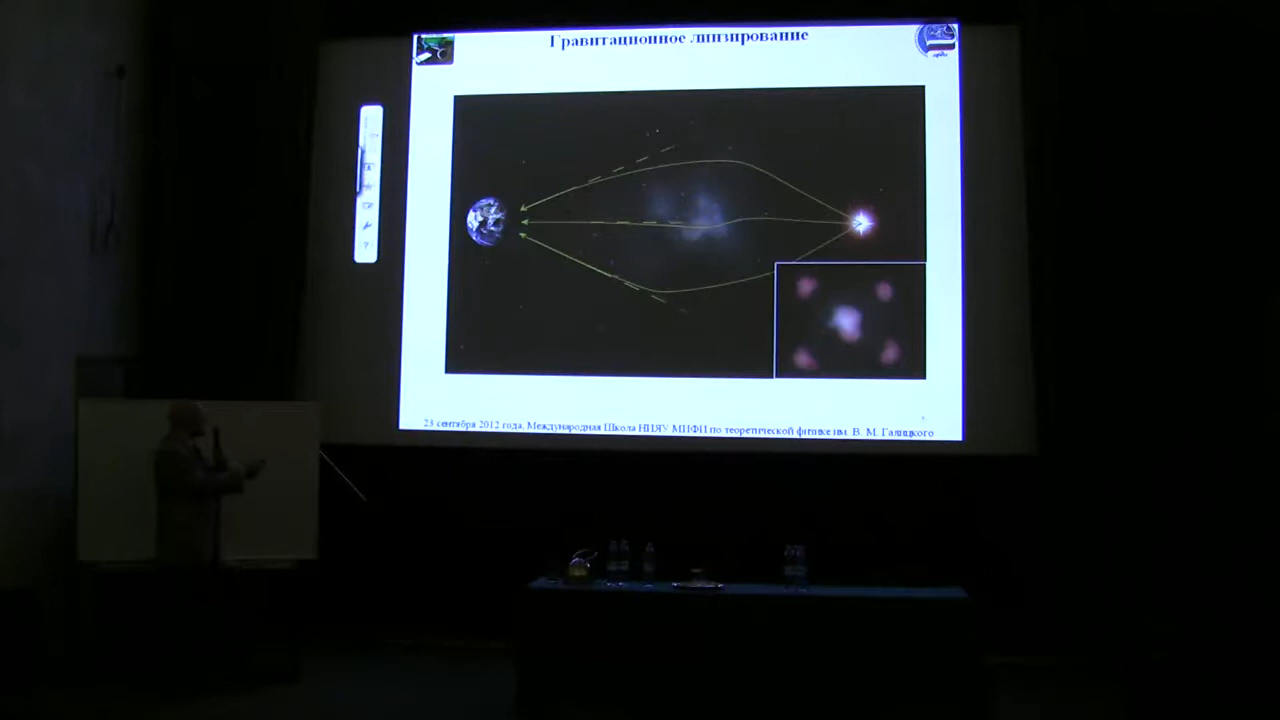 Гравитационное линзирование
23 сентября 2012 года, Международная Школа НИЯУ МИФИ по теоретической физике им. В. М. Галицкого